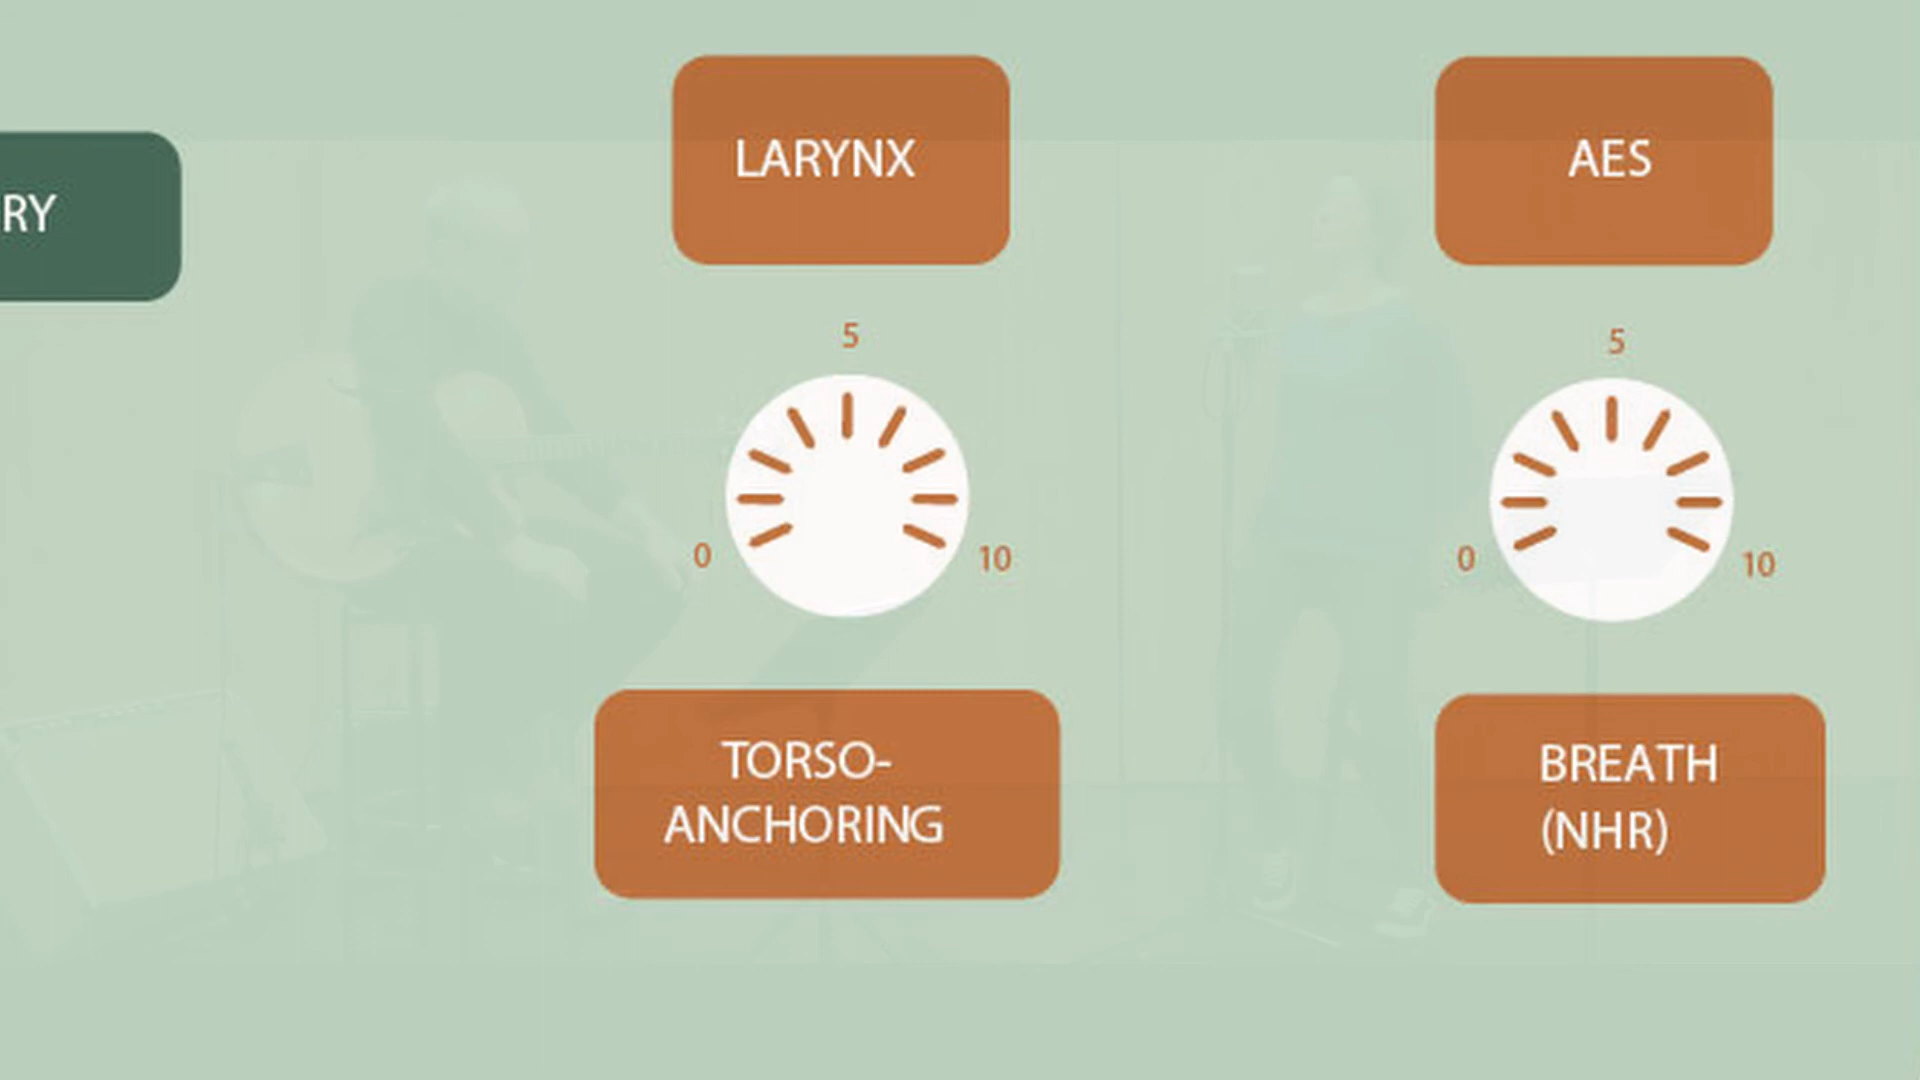 RY
LARYNX
AES
5
5
0
10
0
10
TORSO-
ANCHORING
BREATH
(NHR)